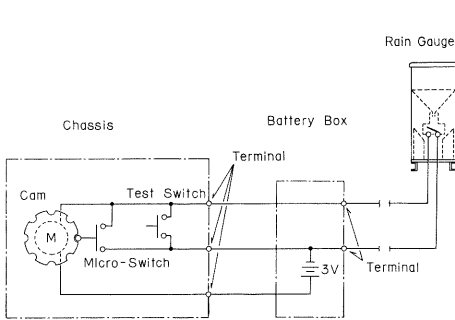 Rain Gauge
Chassis
Battery Box
Terminal
Cam
Test Switch
M
MIcro-Switch
3V
Terminal